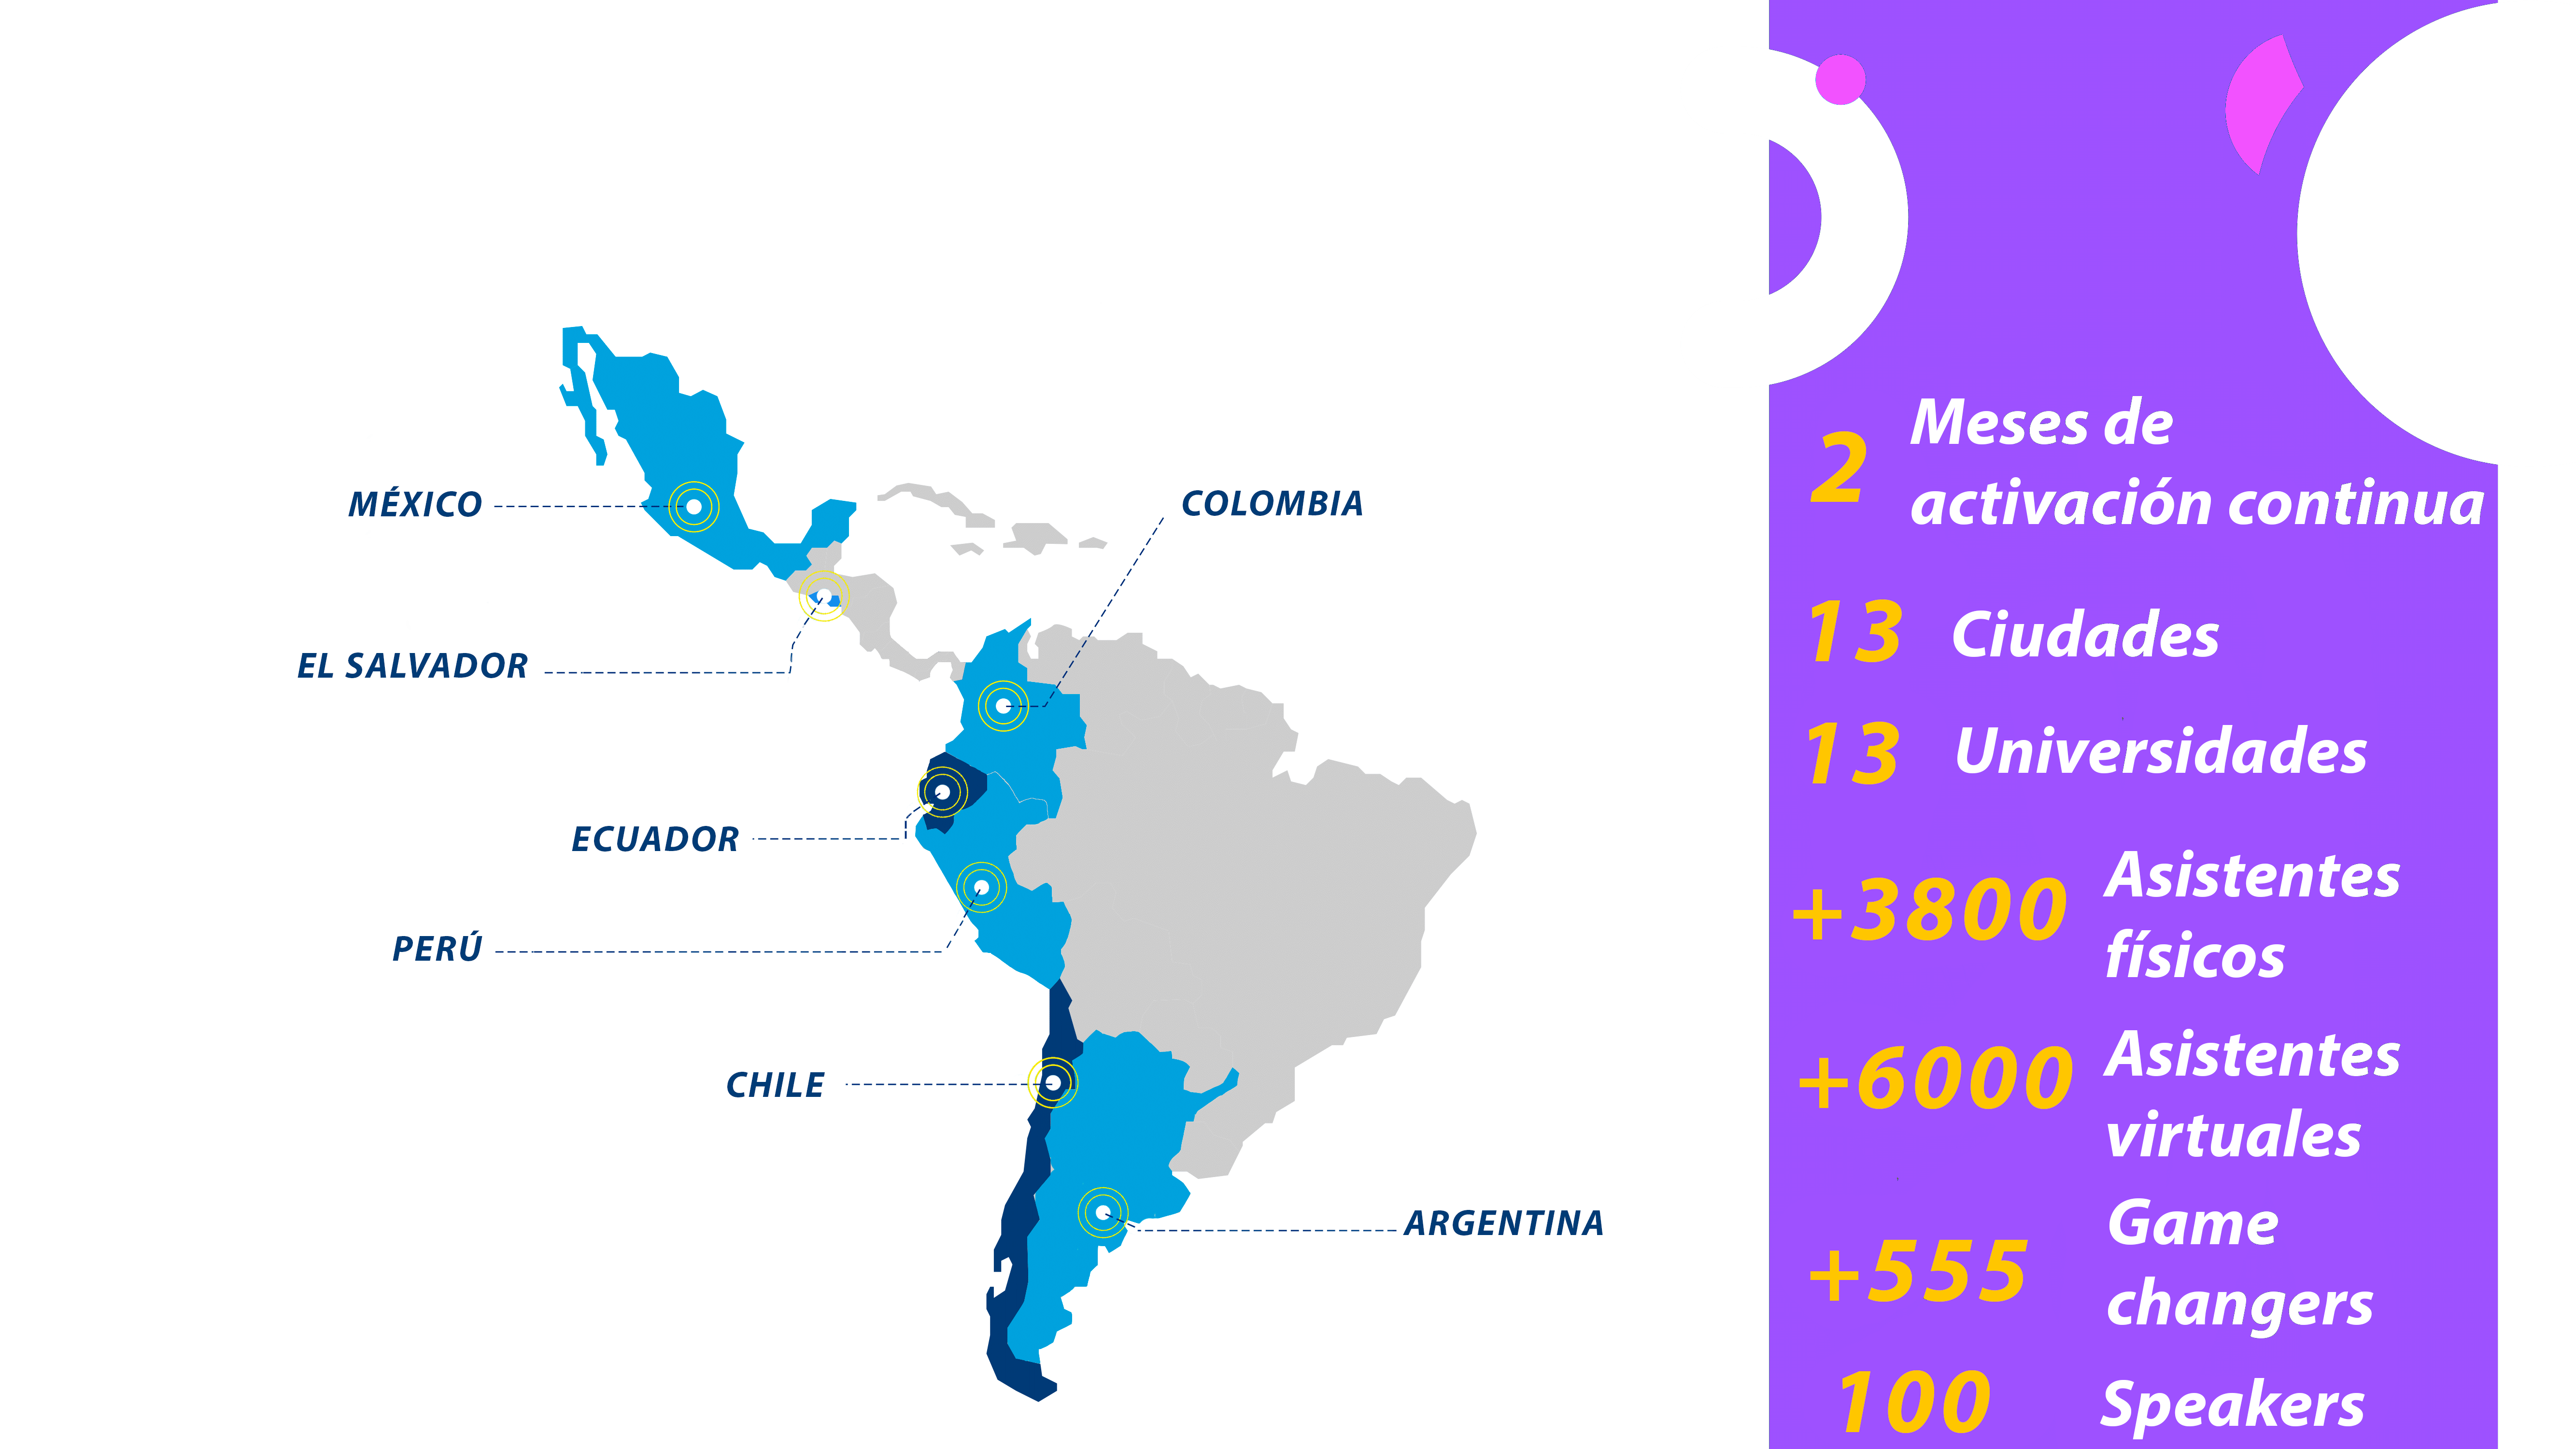 MÉXICO
COLOMBIA
EL SALVADOR
ECUADOR
PERÚ
CHILE
ARGENTINA
2 Meses de
activación continua
13 Ciudades
13 Universidades
+3800 Asistentes
físicos
+6000 Asistentes
virtuales
+555 Game
changers
100 Speakers